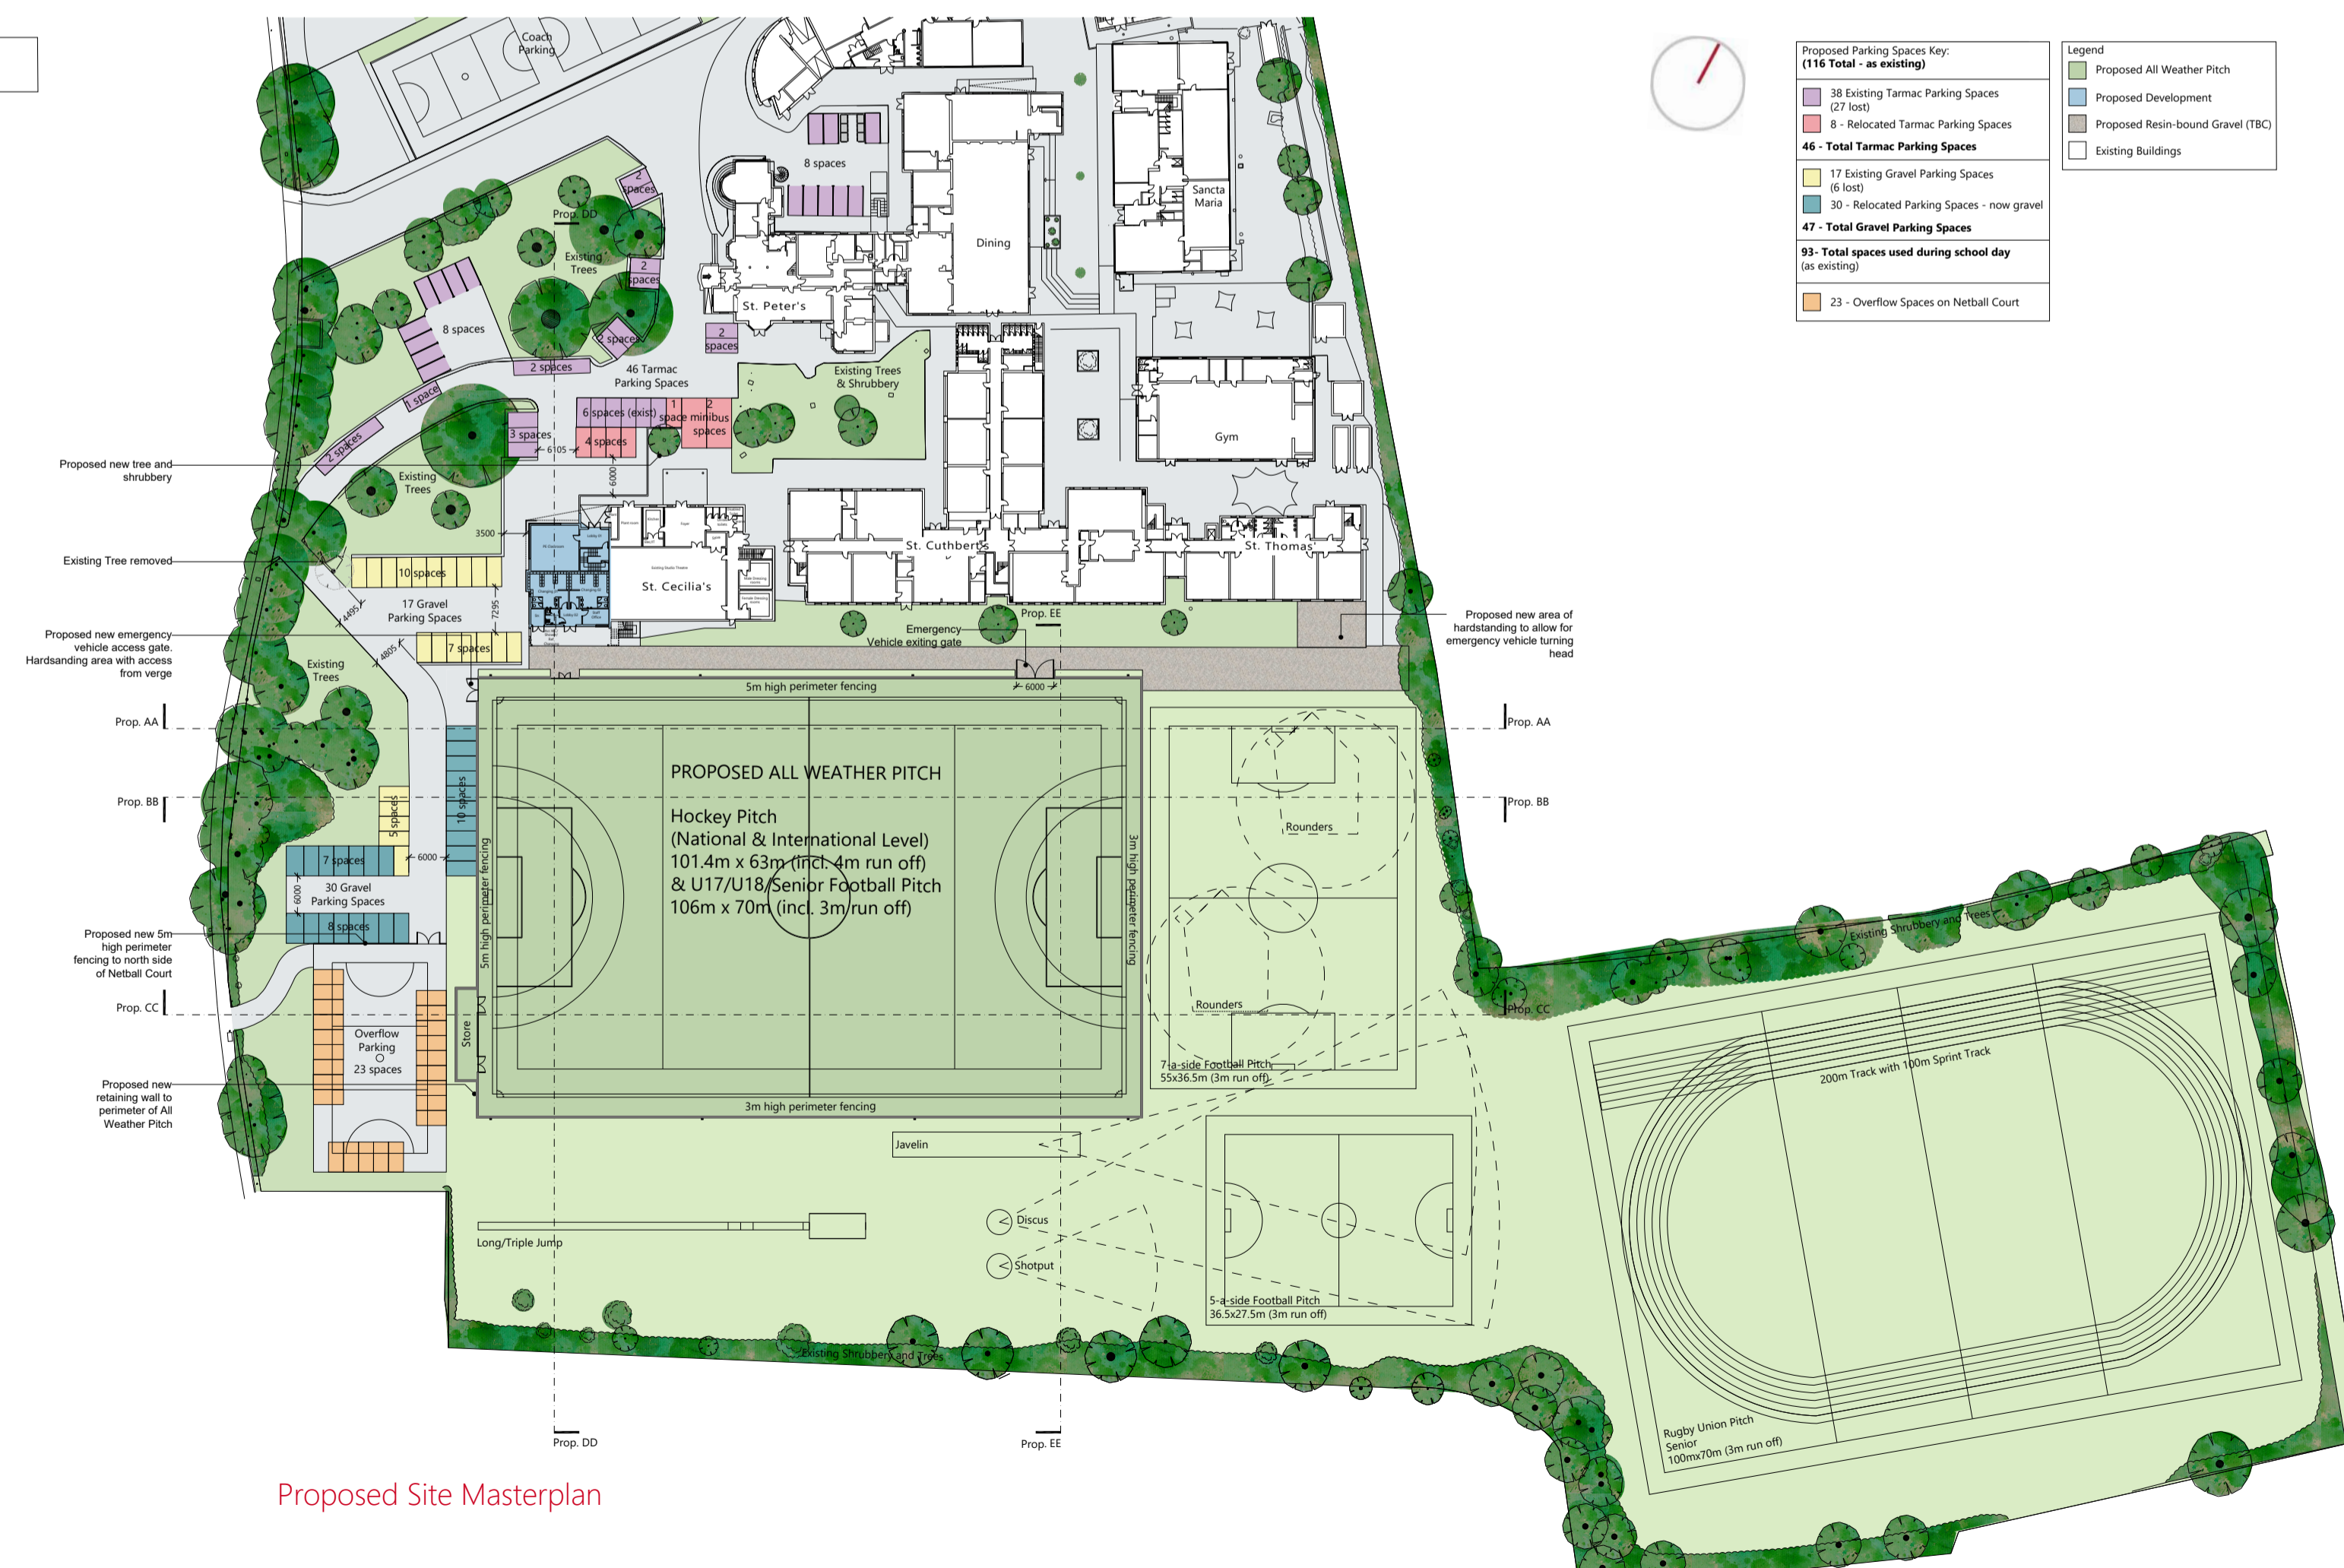 Coach
Parking
Proposed Parking Spaces Key:
(116 Total - as existing)
38 Existing Tarmac Parking Spaces
(27 lost)
8 - Relocated Tarmac Parking Spaces
46 - Total Tarmac Parking Spaces
17 Existing Gravel Parking Spaces
(6 lost)
30 - Relocated Parking Spaces - now gravel
47 - Total Gravel Parking Spaces
93- Total spaces used during school day
(as existing)
23 - Overflow Spaces on Netball Court
Legend
Proposed All Weather Pitch
Proposed Development
Proposed Resin-bound Gravel (TBC)
Existing Buildings
8 spaces
2
spaces
Prop. DD
Existing
Trees
2
spaces
Sancta
Maria
Dining
St. Peter's
8 spaces
2 spaces
2
spaces
2 spaces
46 Tarmac
Parking Spaces
Existing Trees
& Shrubbery
1 space
6 spaces (exist)
1
space
2
minibus
spaces
3 spaces
4 spaces
6105
6000
2 spaces
Gym
Proposed new tree and
shrubbery
Existing
Trees
3500
St. Cecilia's
St. Cuthbert's
St. Thomas'
Existing Tree removed
10 spaces
17 Gravel
Parking Spaces
4495
7295
Proposed new emergency
vehicle access gate.
Hardsanding area with access
from verge
7 spaces
4805
Existing
Trees
Emergency
Vehicle exiting gate
Prop. EE
Proposed new area of
hardstanding to allow for
emergency vehicle turning
head
5m high perimeter fencing
6000
Prop. AA
Prop. AA
Prop. BB
Prop. BB
PROPOSED ALL WEATHER PITCH
Hockey Pitch
(National & International Level)
101.4m x 63m (incl. 4m run off)
& U17/U18/Senior Football Pitch
106m x 70m (incl. 3m run off)
10 spaces
5 spaces
6000
7 spaces
6000
30 Gravel
Parking Spaces
8 spaces
5m high perimeter fencing
3m high perimeter fencing
Rounders
Rounders
Proposed new 5m
high perimeter
fencing to north side
of Netball Court
Prop. CC
Prop. CC
Overflow
Parking
23 spaces
Store
Existing Shrubbery and Trees
200m Track with 100m Sprint Track
7-a-side Football Pitch
55x36.5m (3m run off)
Proposed new
retaining wall to
perimeter of All
Weather Pitch
3m high perimeter fencing
Javelin
Discus
Shotput
Long/Triple Jump
5-a-side Football Pitch
36.5x27.5m (3m run off)
Existing Shrubbery and Trees
Rugby Union Pitch
Senior
100mx70m (3m run off)
Prop. DD
Prop. EE
Proposed Site Masterplan